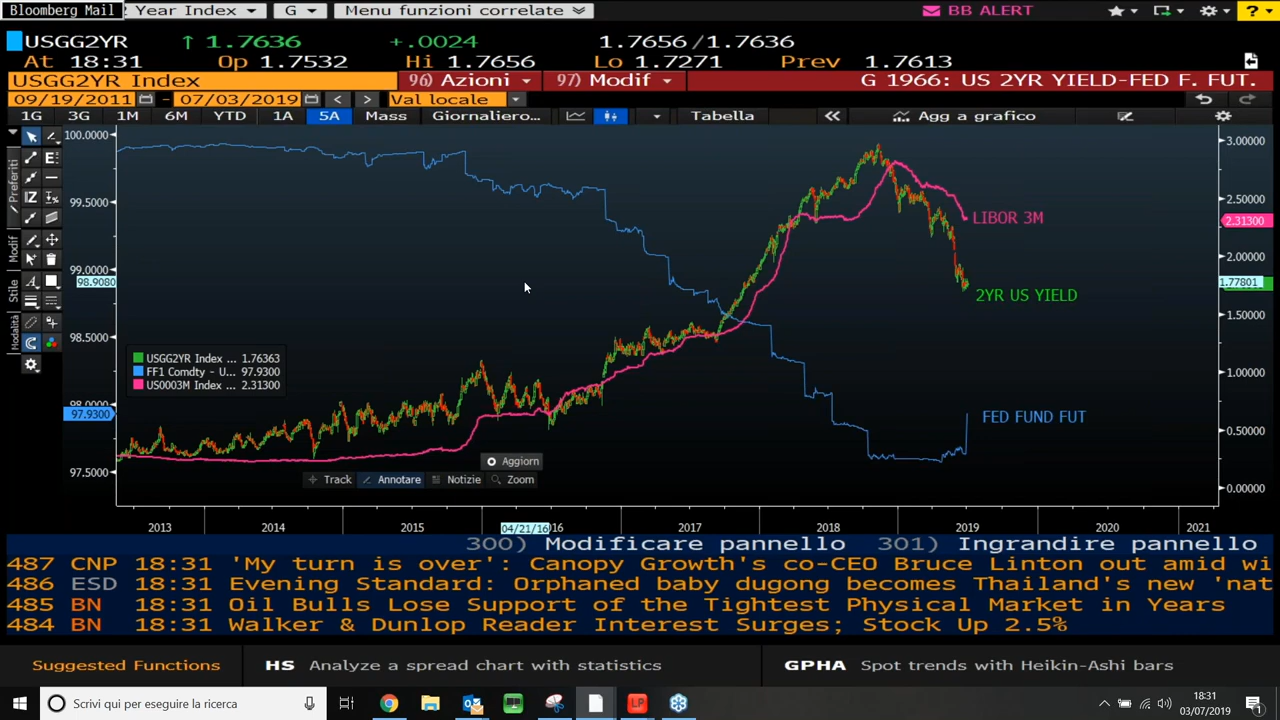 Bloomberg Mail Year Index G Menu funzioni correlate BB ALERT ?
USGG2YR ↑ 1.7636 +.0024 1.7656/1.7636
At 18:31 Op 1.7532 Hi 1.7656 Lo 1.7271 Prev 1.7613
USGG2YR Index 96) Azioni 97) Modif G 1966: US 2YR YIELD-FED F. FUT.
09/19/2011 - 07/03/2019 < > Val locale
1G 3G 1M 6M YTD 1A 5A Mass Giornaliero... Tabella « Agg a grafico
Preferiti
Modif
Stile
Modalità
100.0000
99.5000
99.0000
98.9080
98.5000
98.0000
97.9300
97.5000
3.00000
2.50000
2.31300
2.00000
1.77801
1.50000
1.00000
0.50000
0.00000
LIBOR 3M
2YR US YIELD
FED FUND FUT
USGG2YR Index ... 1.76363
FF1 Comdty - U... 97.9300
US0003M Index ... 2.31300
Aggiorn
Track Annotare Notizie Zoom
2013 2014 2015 04/21/16 16 2017 2018 2019 2020 2021
300) Modificare pannello 301) Ingrandire pannello
487 CNP 18:31 'My turn is over': Canopy Growth's co-CEO Bruce Linton out amid wi
486 ESD 18:31 Evening Standard: Orphaned baby dugong becomes Thailand's new 'nat
485 BN 18:31 Oil Bulls Lose Support of the Tightest Physical Market in Years
484 BN 18:31 Walker & Dunlop Reader Interest Surges; Stock Up 2.5%
Suggested Functions HS Analyze a spread chart with statistics GPHA Spot trends with Heikin-Ashi bars
Scrivi qui per eseguire la ricerca
LP
18:31
03/07/2019
1